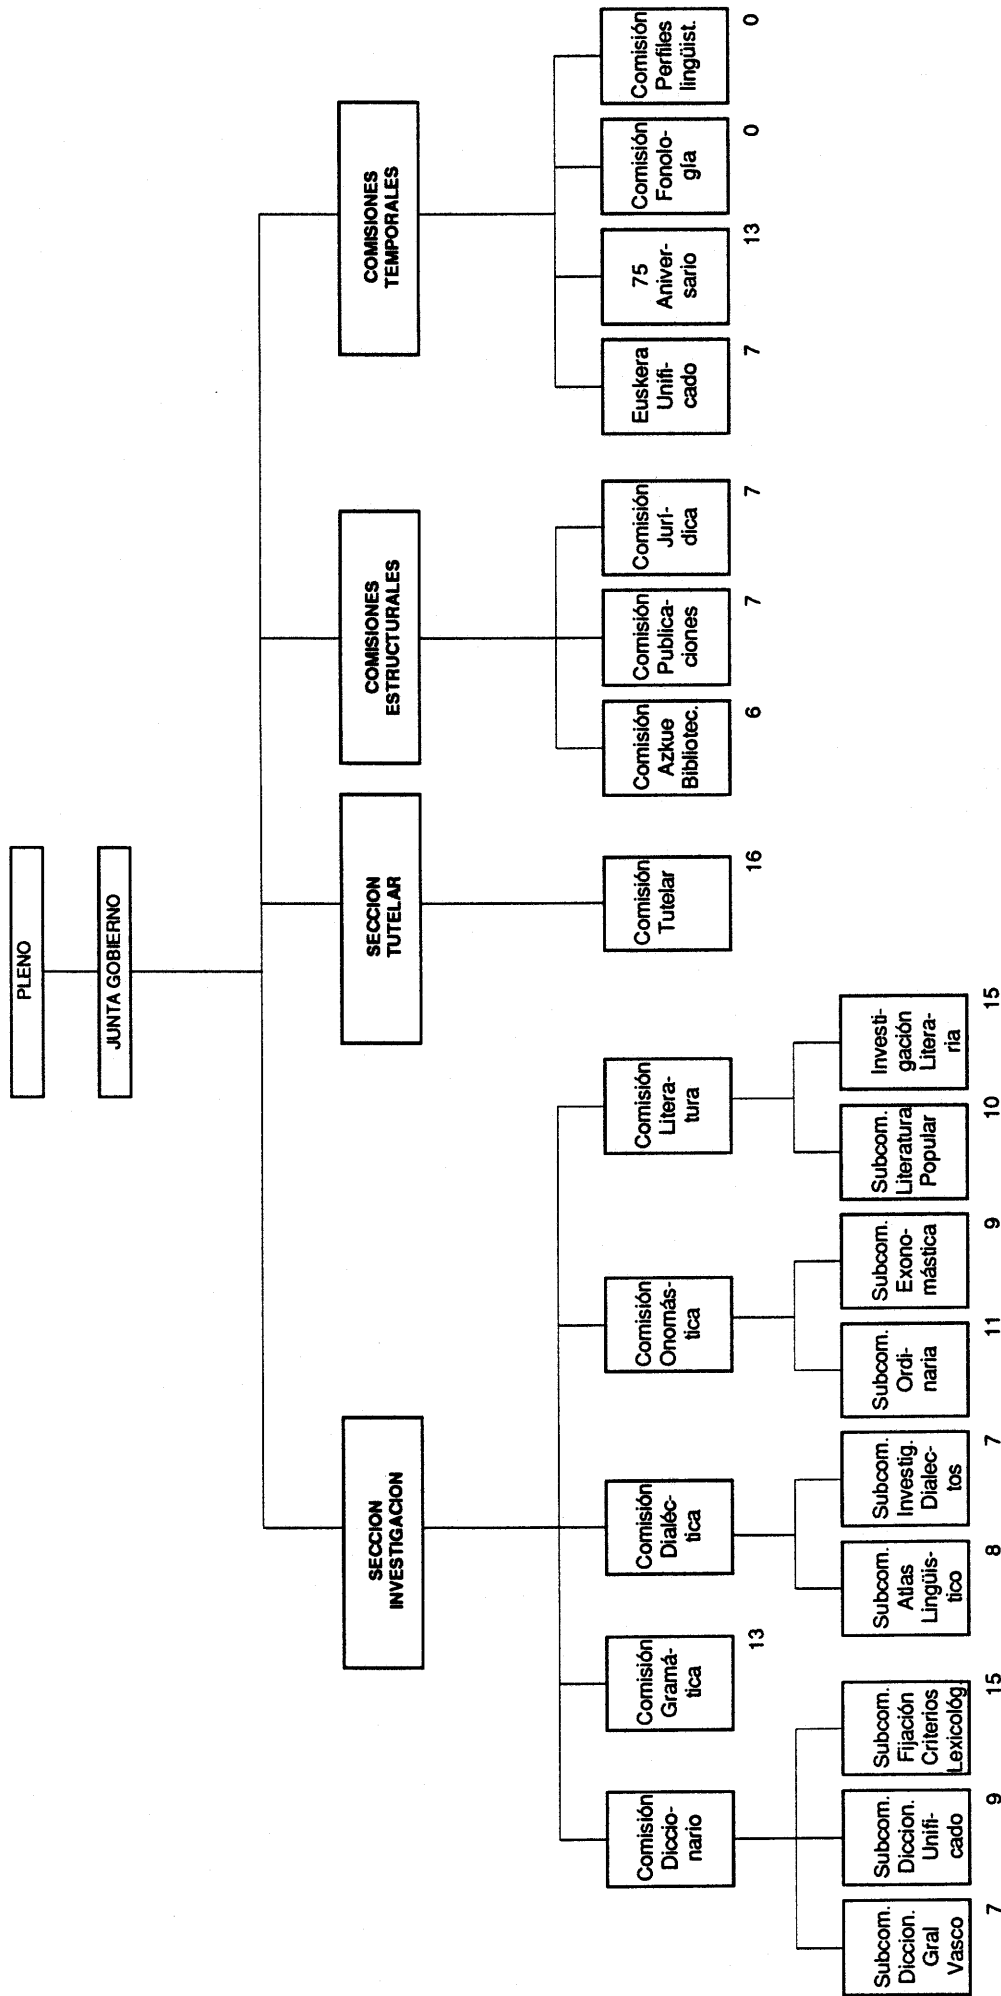 PLENO
JUNTA GOBIERNO
SECCION
INVESTIGACION
SECCION
TUTELAR
COMISIONES
ESTRUCTURALES
COMISIONES
TEMPORALES
Comisión
Diccio-
nario
Comisión
Gramá-
tica
13
Comisión
Dialéc-
tica
Comisión
Onomás-
tica
Comisión
Litera-
tura
Comisión
Tutelar
16
Comisión
Azkue
Bibliotec.
6
Comisión
Publica-
ciones
7
Comisión
Jurí-
dica
7
Euskera
Unifi-
cado
7
75
Aniver-
sario
13
Comisión
Fonolo-
gía
0
Comisión
Perfiles
lingüist.
0
Subcom.
Diccion.
Gral
Vasco
7
Subcom.
Diccion.
Unifi-
cado
9
Subcom.
Fijación
Criterios
Lexicológ.
15
Subcom.
Atlas
Lingüis-
tico
8
Subcom.
Investig.
Dialec-
tos
7
Subcom.
Ordi-
naria
11
Subcom.
Exono-
mástica
9
Subcom.
Literatura
Popular
10
Investi-
gación
Litera-
ria
15